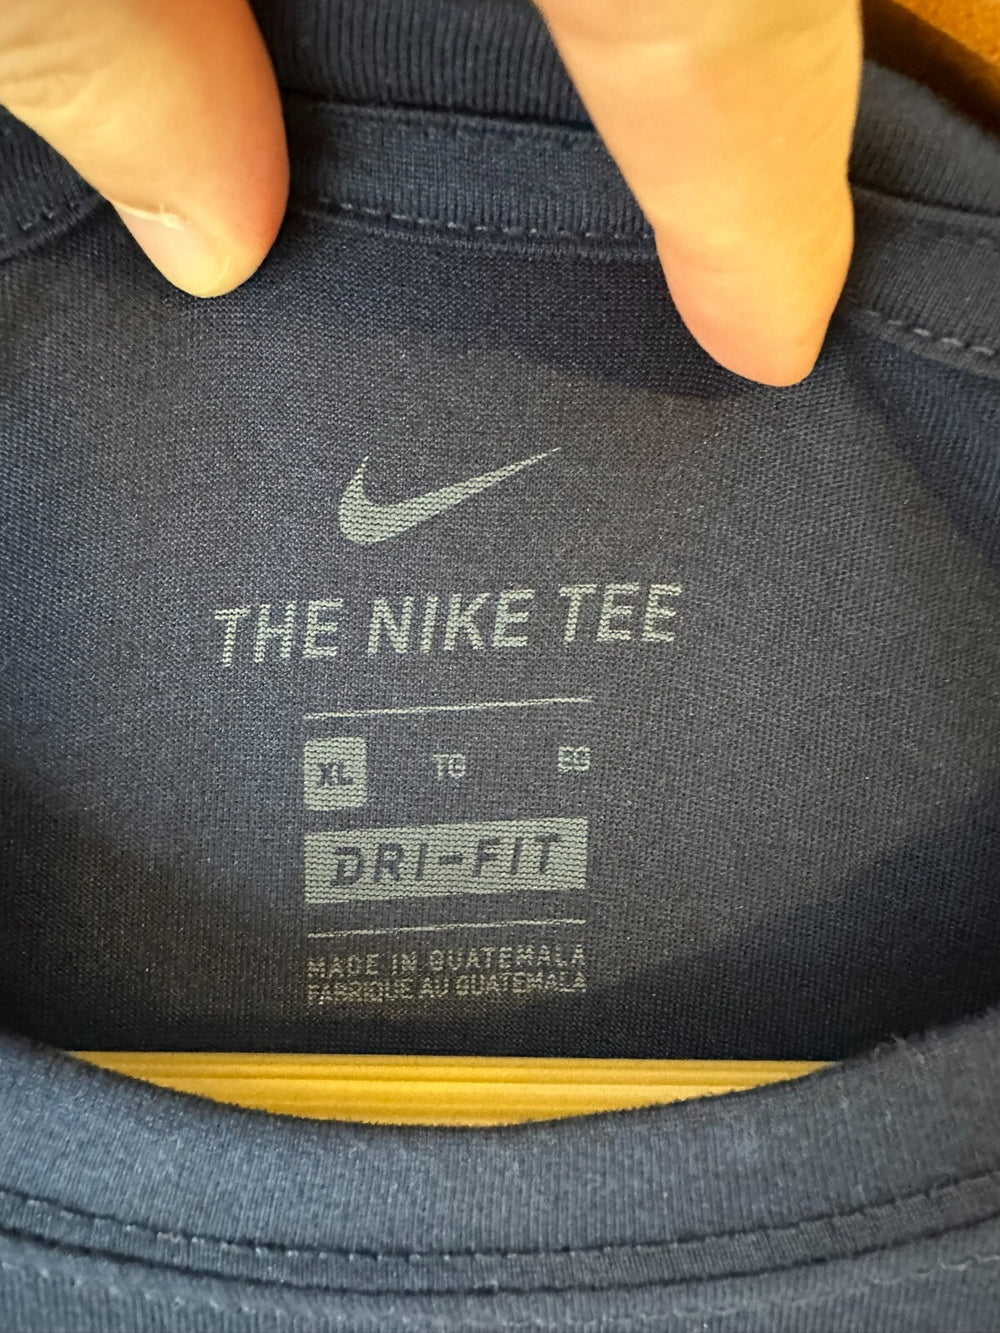 THE NIKE TEE
XL TG EG
DRI-FIT
MADE IN GUATEMALA
FABRIQUE AU GUATEMALA